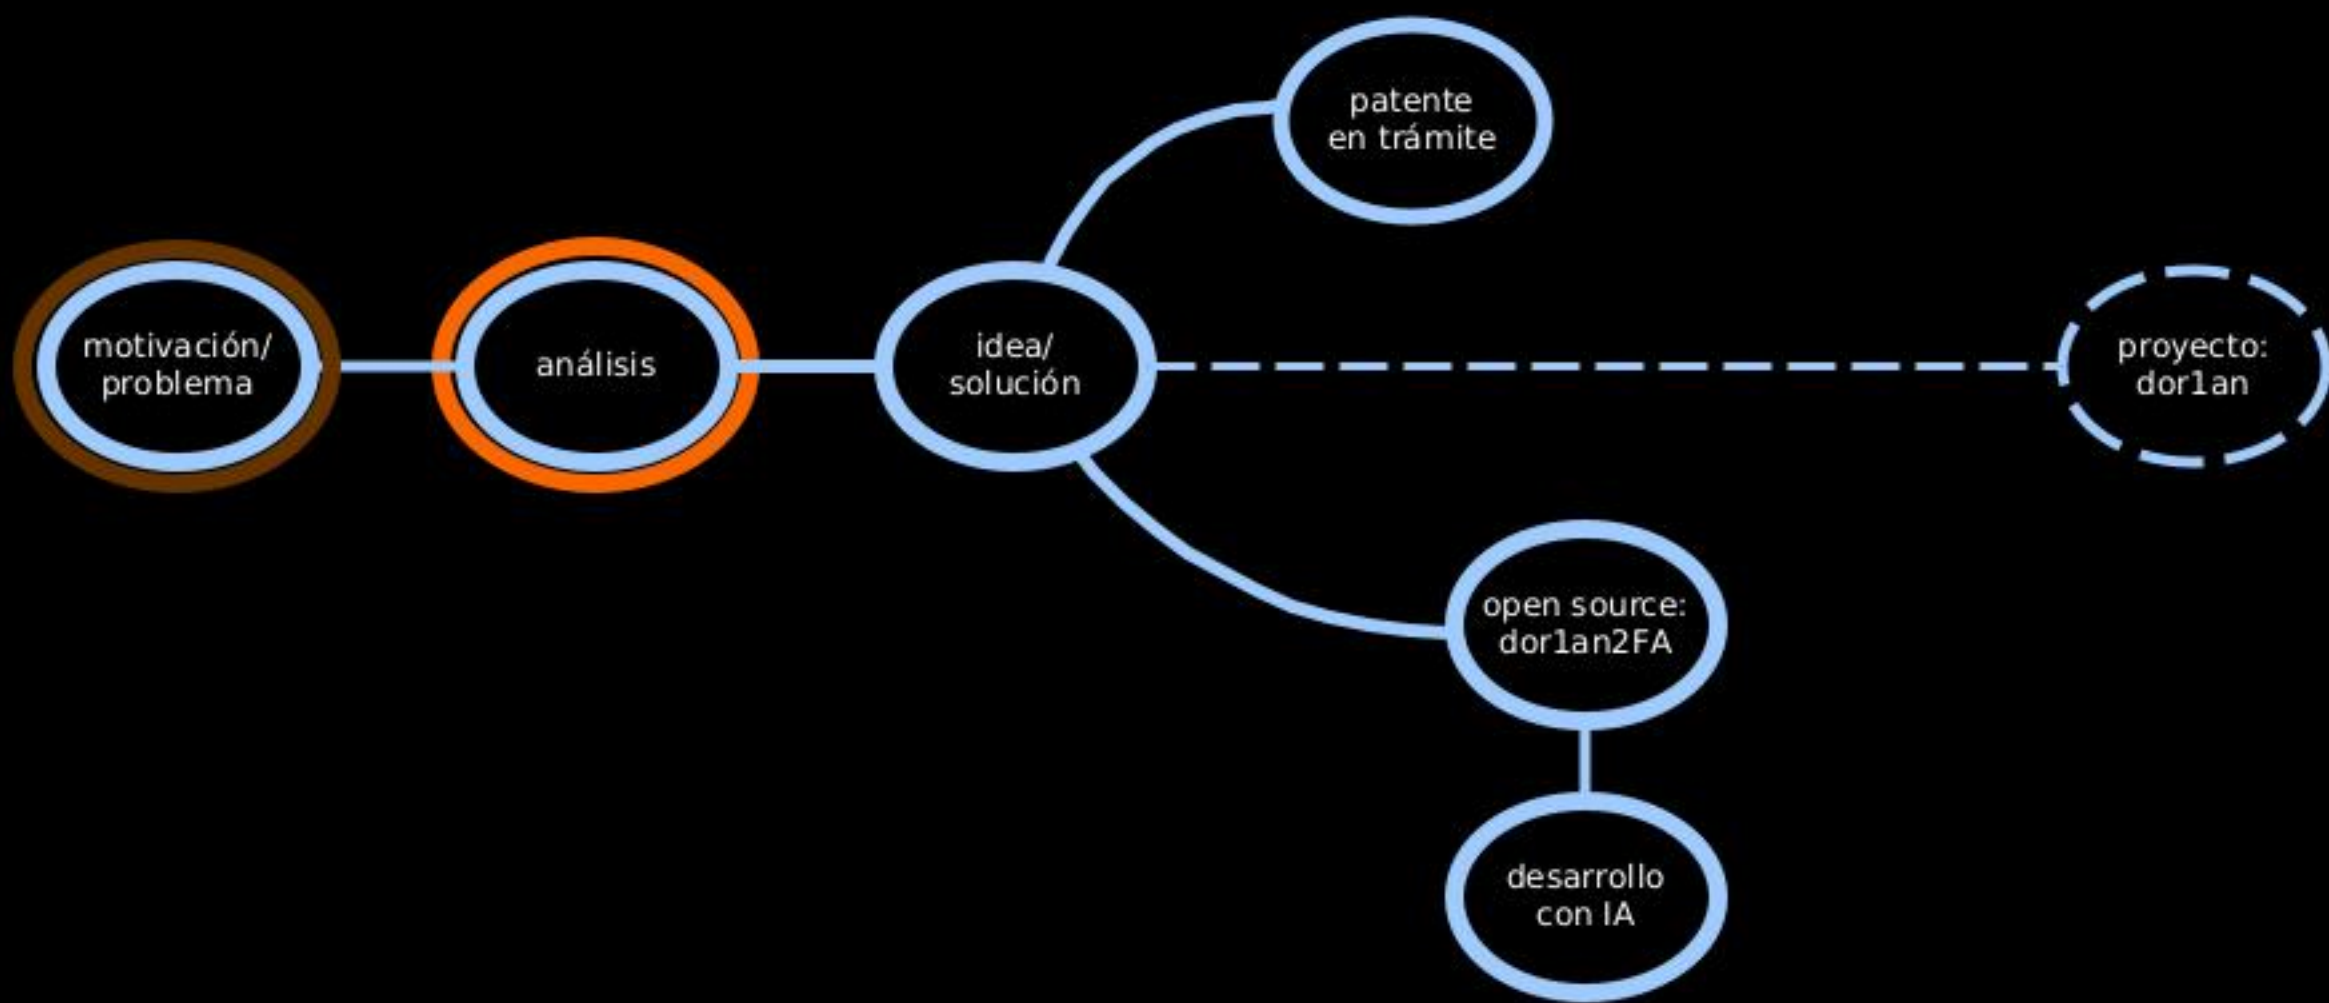 patente
en trámite
motivación/
problema
análisis
idea/
solución
proyecto:
dor1an
open source:
dor1an2FA
desarrollo
con IA